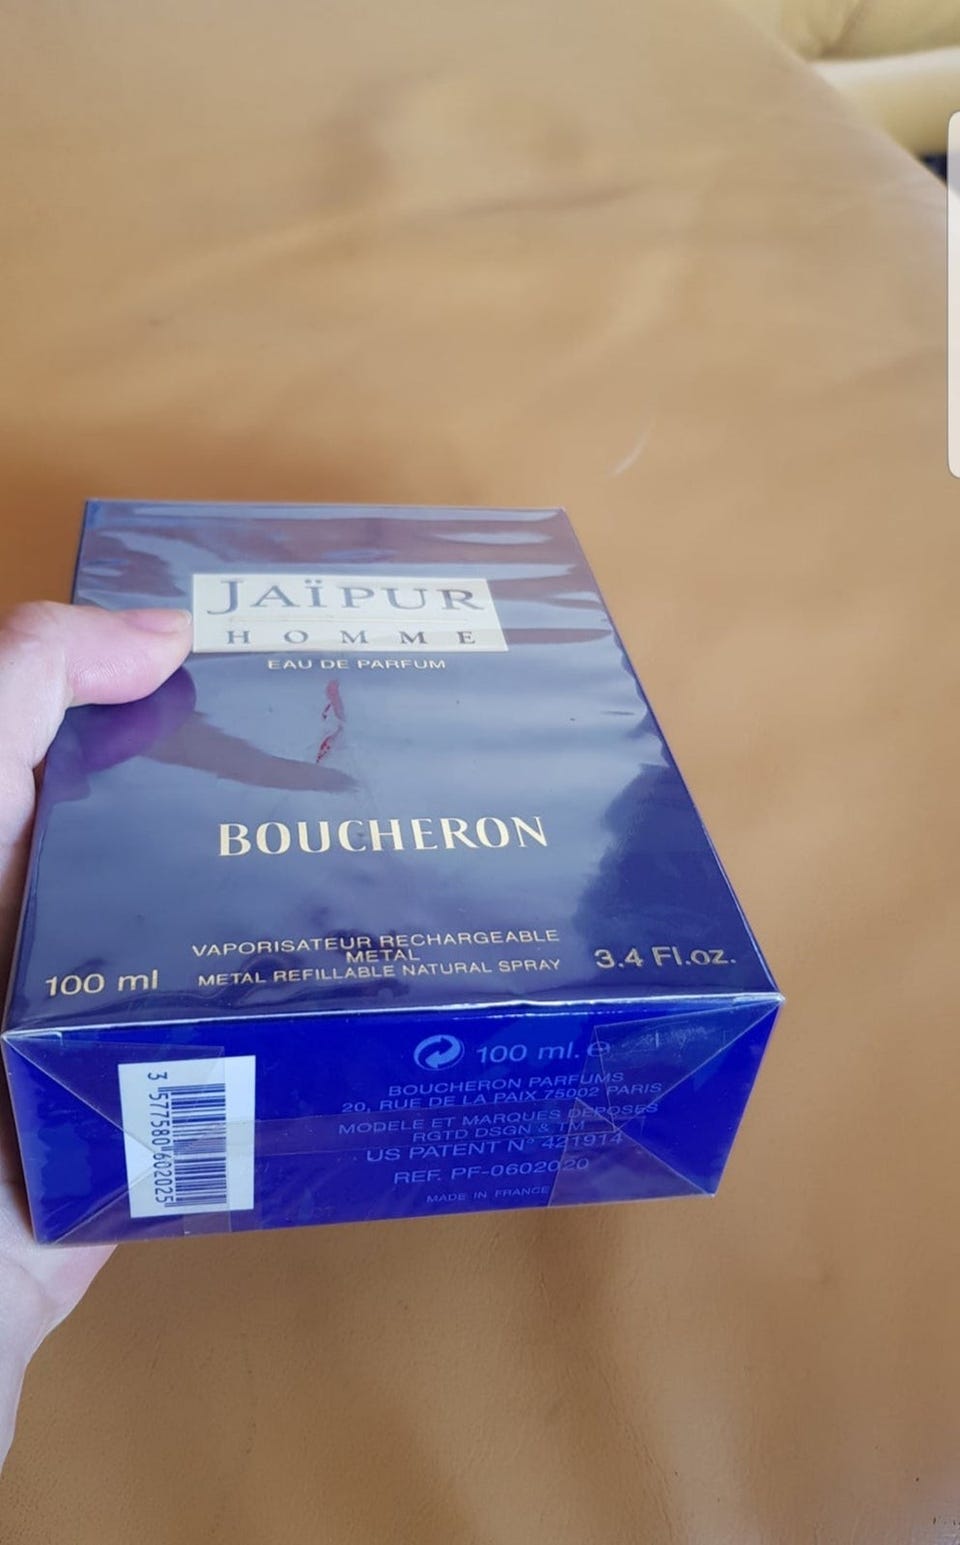 JAÏPUR
HOMME
EAU DE PARFUM
BOUCHERON
VAPORISATEUR RECHARGEABLE
METAL
METAL REFILLABLE NATURAL SPRAY
100 ml
3.4 Fl.oz.
100 ml. e
BOUCHERON PARFUMS
20, RUE DE LA PAIX 75002 PARIS
MODELE ET MARQUES DEPOSES
RGTD DSGN & TM
US PATENT N° 421914
REF. PF-0602020
MADE IN FRANCE
3 577580 602025